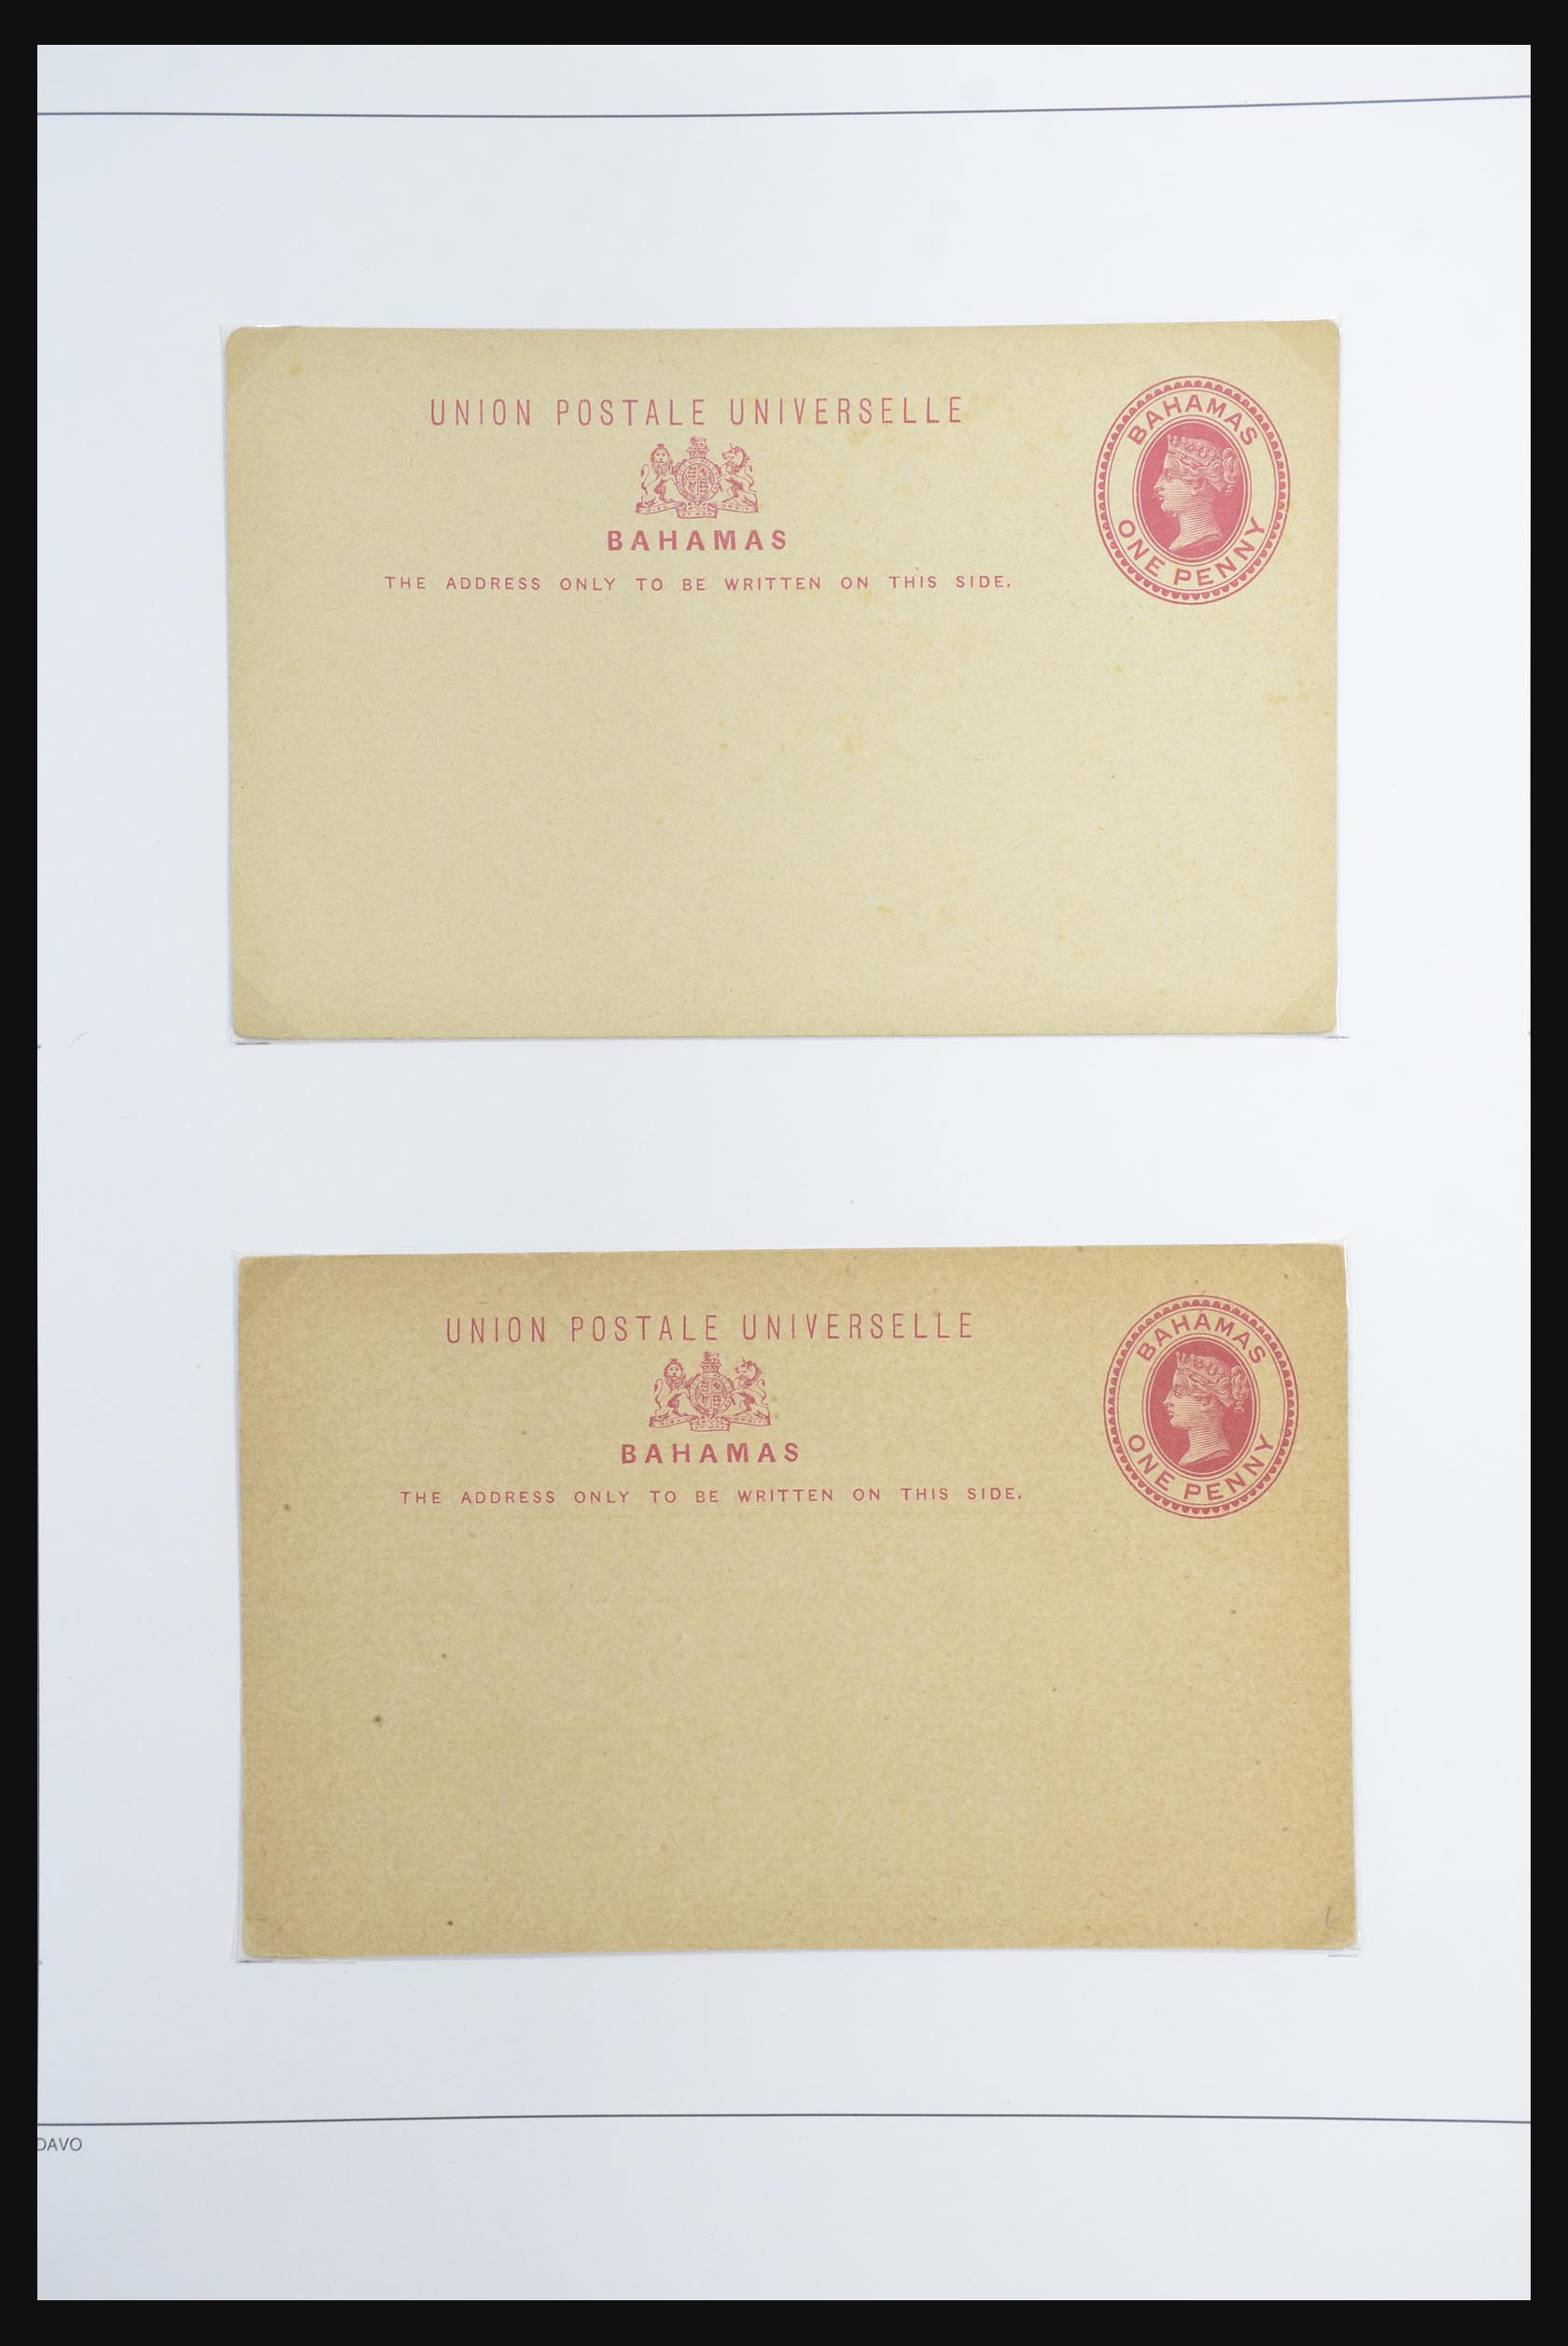 UNION POSTALE UNIVERSELLE
BAHAMAS
THE ADDRESS ONLY TO BE WRITTEN ON THIS SIDE.
BAHAMAS
ONE PENNY
UNION POSTALE UNIVERSELLE
BAHAMAS
THE ADDRESS ONLY TO BE WRITTEN ON THIS SIDE.
BAHAMAS
ONE PENNY
DAVO